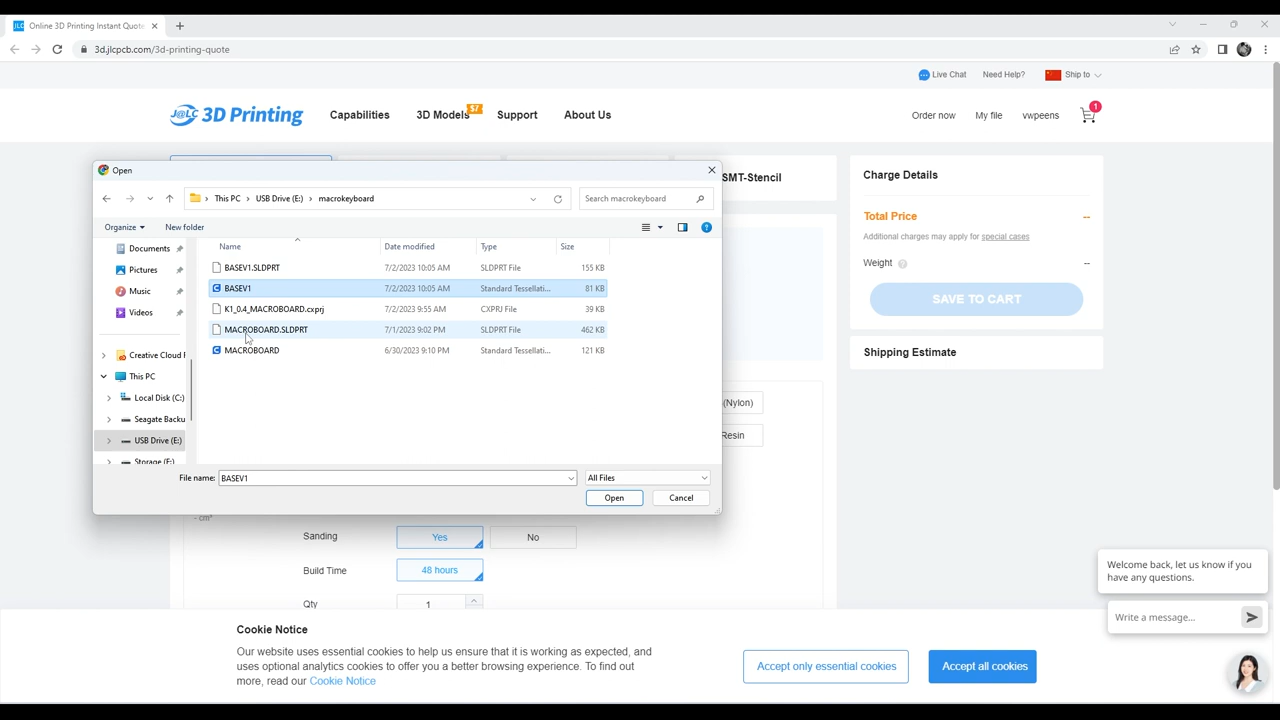 Online 3D Printing Instant Quote
3d.jlcpcb.com/3d-printing-quote
Live Chat
Need Help?
Ship to
J@LC 3D Printing
Capabilities
3D Models
$7
Support
About Us
Order now
My file
vwpeens
1
Open
SMT-Stencil
This PC
USB Drive (E:)
macrokeyboard
Search macrokeyboard
Organize
New folder
Name
Date modified
Type
Size
Documents
Pictures
Music
Videos
Creative Cloud F
This PC
Local Disk (C:)
Seagate Backu
USB Drive (E:)
Storage (F:)
BASEV1.SLDPRT 7/2/2023 10:05 AM SLDPRT File 155 KB
BASEV1 7/2/2023 10:05 AM Standard Tessellati... 81 KB
K1_0.4_MACROBOARD.cxprj 7/2/2023 9:55 AM CXPRJ File 39 KB
MACROBOARD.SLDPRT 7/1/2023 9:02 PM SLDPRT File 462 KB
MACROBOARD 6/30/2023 9:10 PM Standard Tessellati... 121 KB
File name: BASEV1
All Files
Open
Cancel
Charge Details
Total Price --
Additional charges may apply for special cases
Weight ? --
SAVE TO CART
Shipping Estimate
(Nylon)
Resin
- cm³
Sanding Yes No
Build Time 48 hours
Qty 1
Welcome back, let us know if you
have any questions.
Write a message...
Cookie Notice
Our website uses essential cookies to help us ensure that it is working as expected, and
uses optional analytics cookies to offer you a better browsing experience. To find out
more, read our Cookie Notice
Accept only essential cookies
Accept all cookies